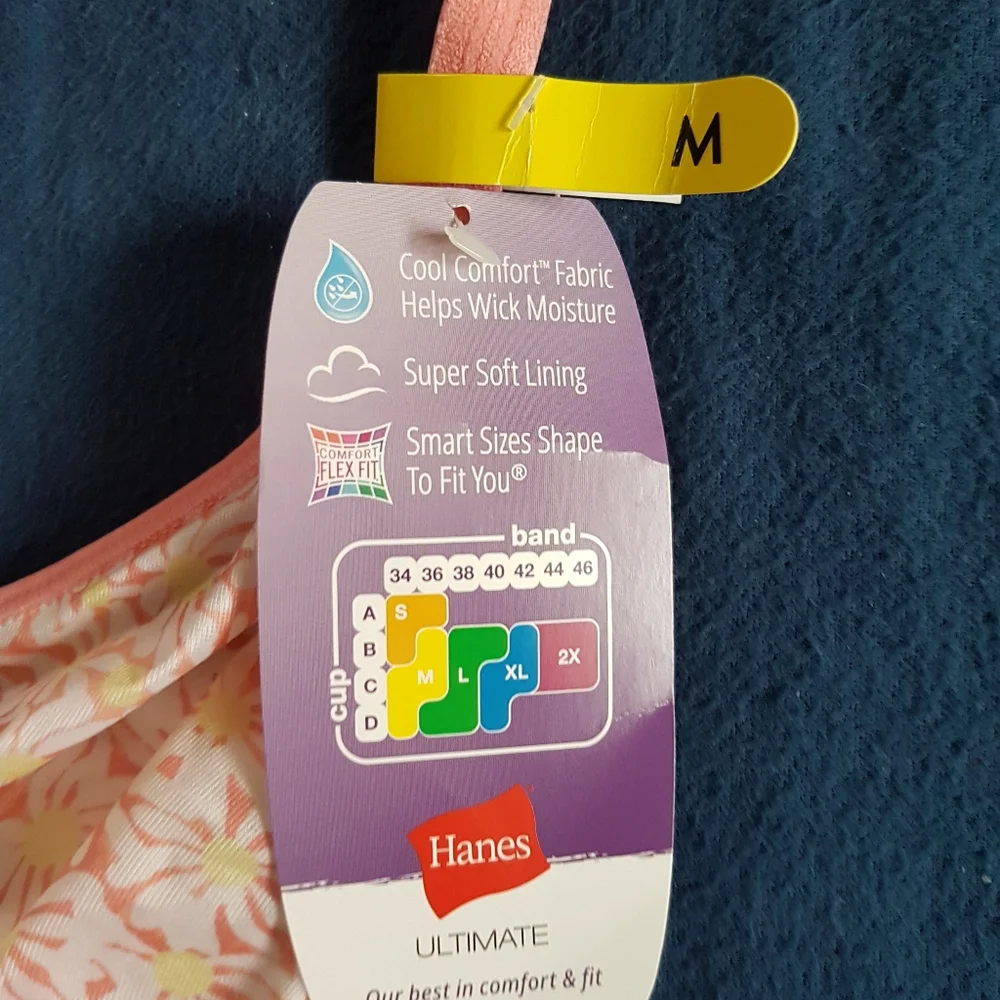 M
Cool Comfort™ Fabric
Helps Wick Moisture
Super Soft Lining
COMFORT
FLEX FIT
Smart Sizes Shape
To Fit You®
band
34 36 38 40 42 44 46
cup
A S
B
C M L XL 2X
D
Hanes
ULTIMATE
Our best in comfort & fit